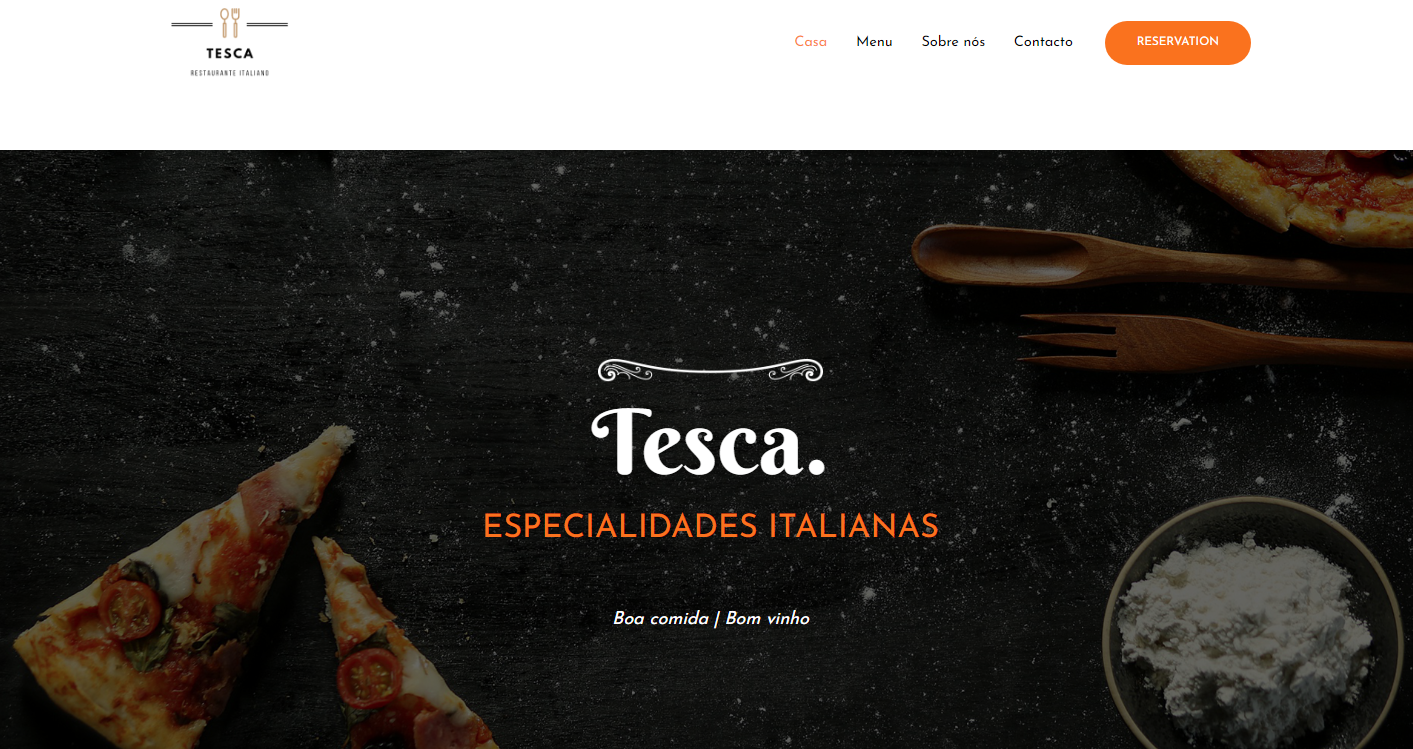 TESCA
RESTAURANTE ITALIANO
Casa Menu Sobre nós Contacto RESERVATION
Tesca.
ESPECIALIDADES ITALIANAS
Boa comida | Bom vinho